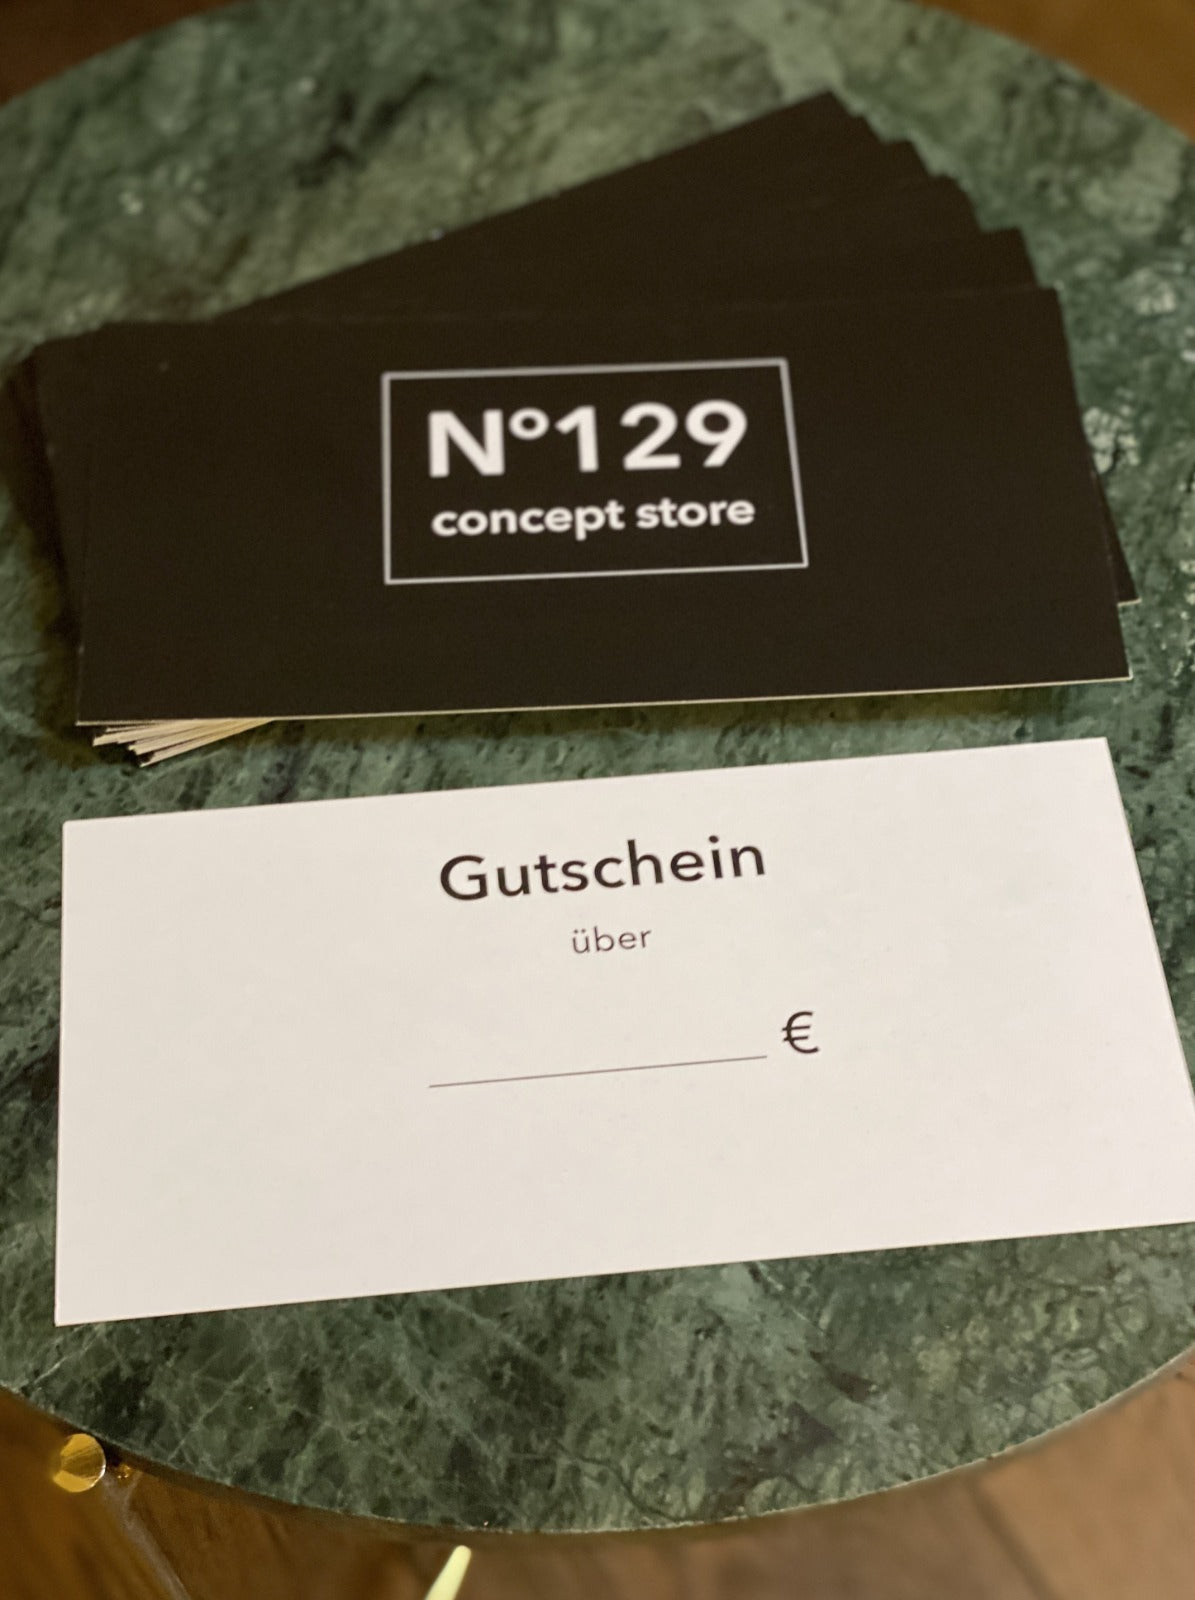 N°129
concept store
Gutschein
über
€